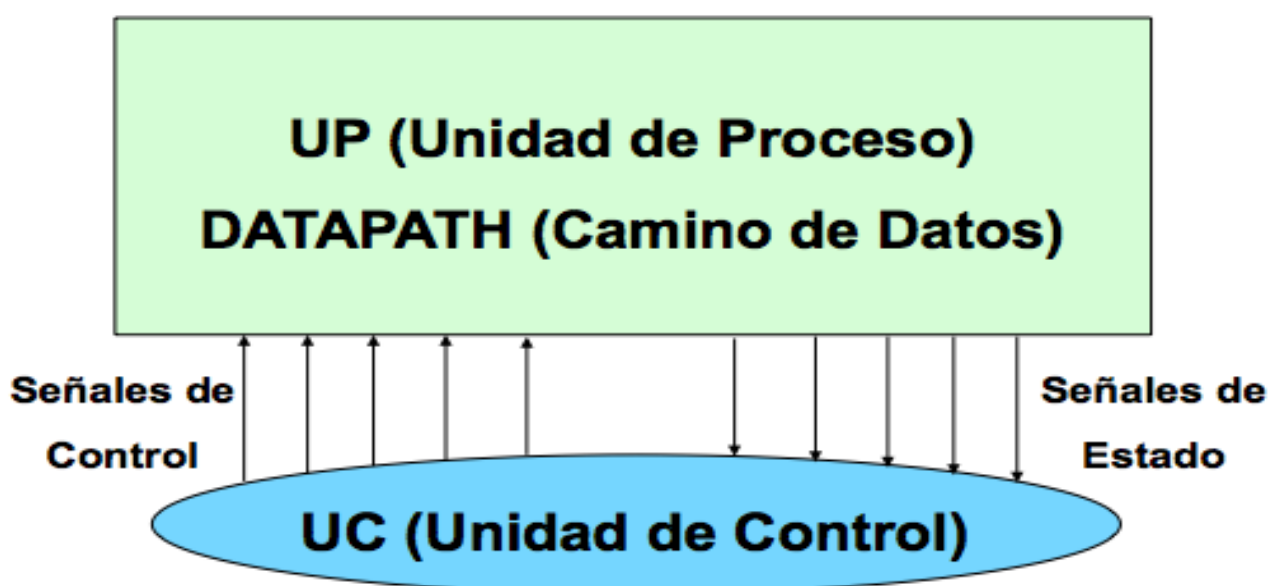 UP (Unidad de Proceso)
DATAPATH (Camino de Datos)
Señales de
Control
Señales de
Estado
UC (Unidad de Control)